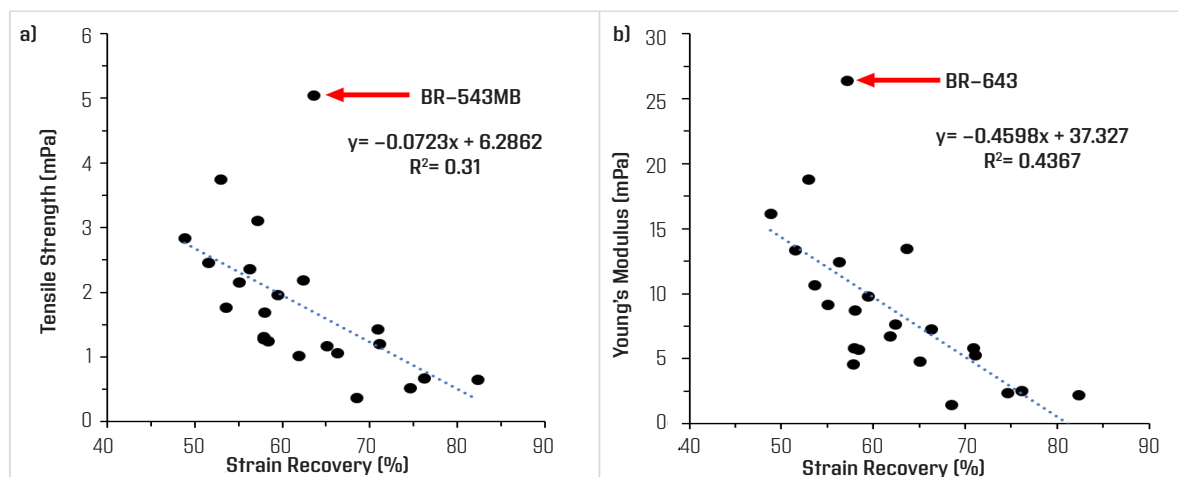 a)
Tensile Strength (mPa)
6
5
4
3
2
1
0
40 50 60 70 80 90
Strain Recovery (%)
BR–543MB
y= –0.0723x + 6.2862
R²= 0.31
b)
Young's Modulus (mPa)
30
25
20
15
10
5
0
.40 50 60 70 80 90
Strain Recovery (%)
BR–643
y= –0.4598x + 37.327
R²= 0.4367